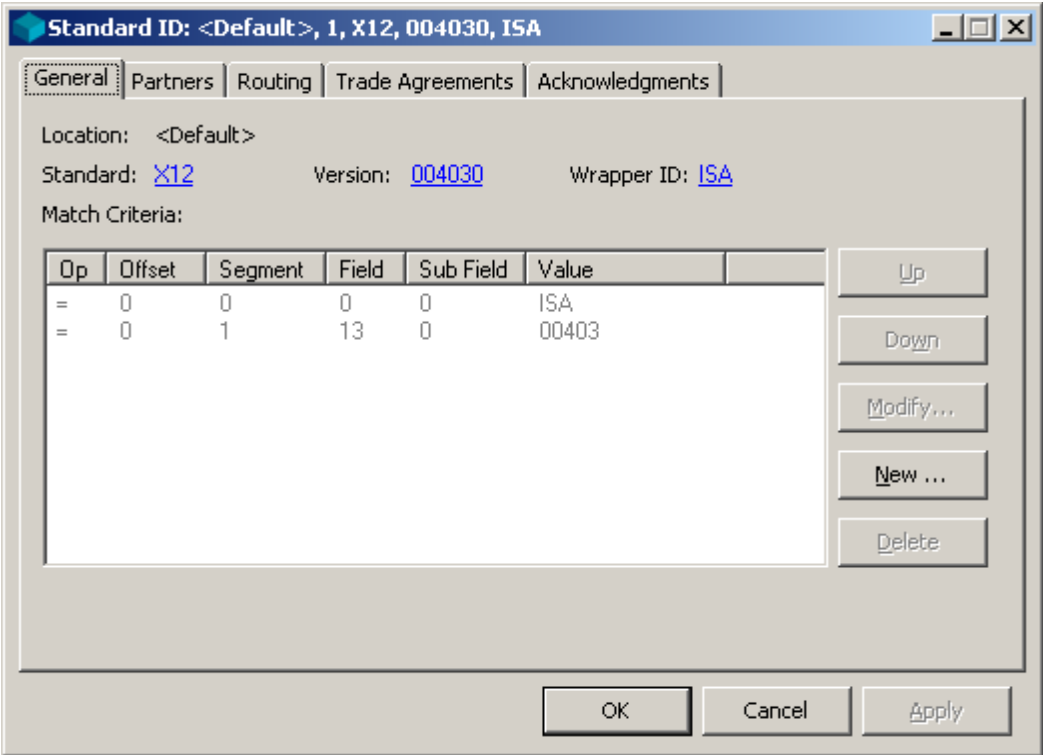 Standard ID: <Default>, 1, X12, 004030, ISA
General Partners Routing Trade Agreements Acknowledgments
Location: <Default>
Standard: X12 Version: 004030 Wrapper ID: ISA
Match Criteria:
Op Offset Segment Field Sub Field Value
= 0 0 0 0 ISA
= 0 1 13 0 00403
Up
Down
Modify...
New ...
Delete
OK Cancel Apply